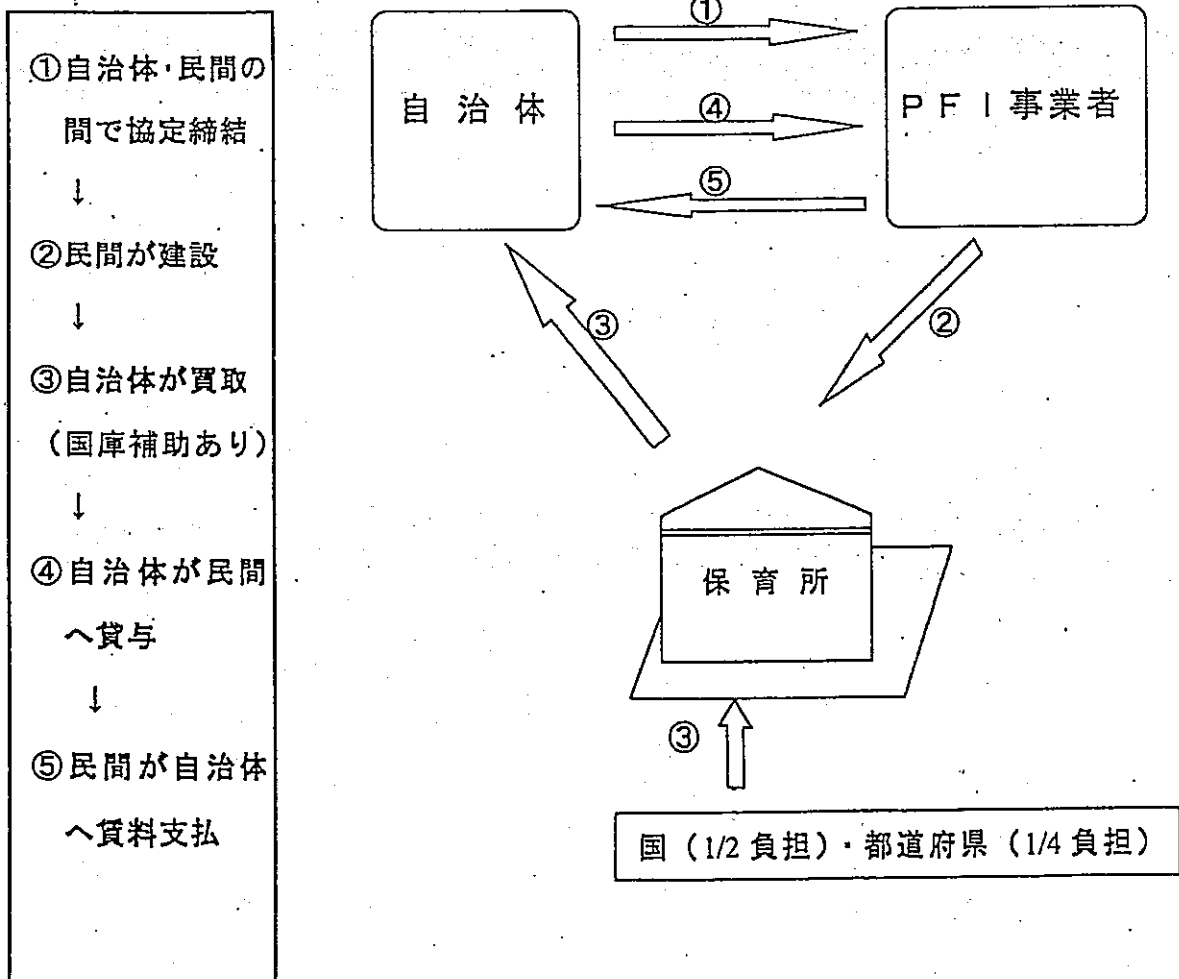 ①自治体・民間の
間で協定締結
↓
②民間が建設
↓
③自治体が買取
（国庫補助あり）
↓
④自治体が民間
へ貸与
↓
⑤民間が自治体
へ賃料支払
①
自治体
④
ＰＦＩ事業者
⑤
③
②
保育所
③
国（1/2 負担）・都道府県（1/4 負担）